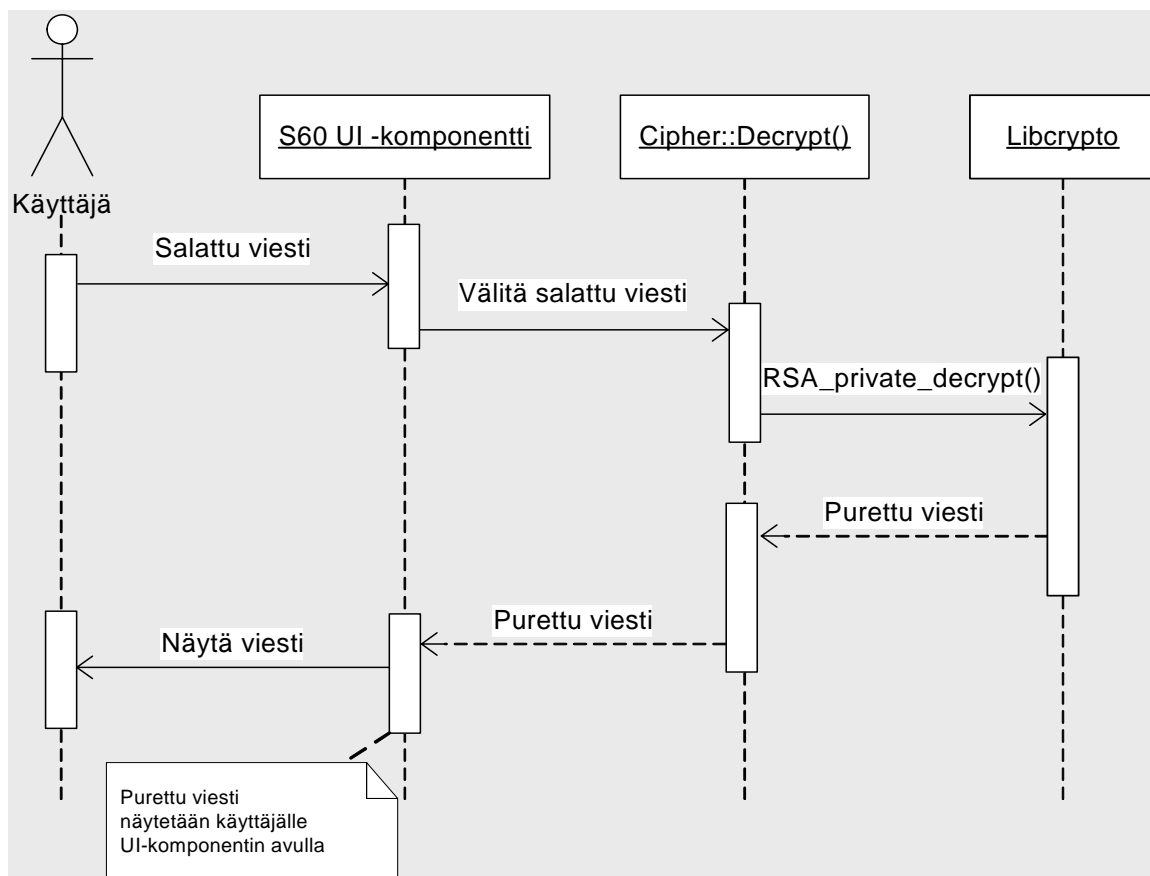 S60 UI -komponentti
Cipher::Decrypt()
Libcrypto
Käyttäjä
Salattu viesti
Välitä salattu viesti
RSA_private_decrypt()
Purettu viesti
Purettu viesti
Näytä viesti
Purettu viesti
näytetään käyttäjälle
UI-komponentin avulla